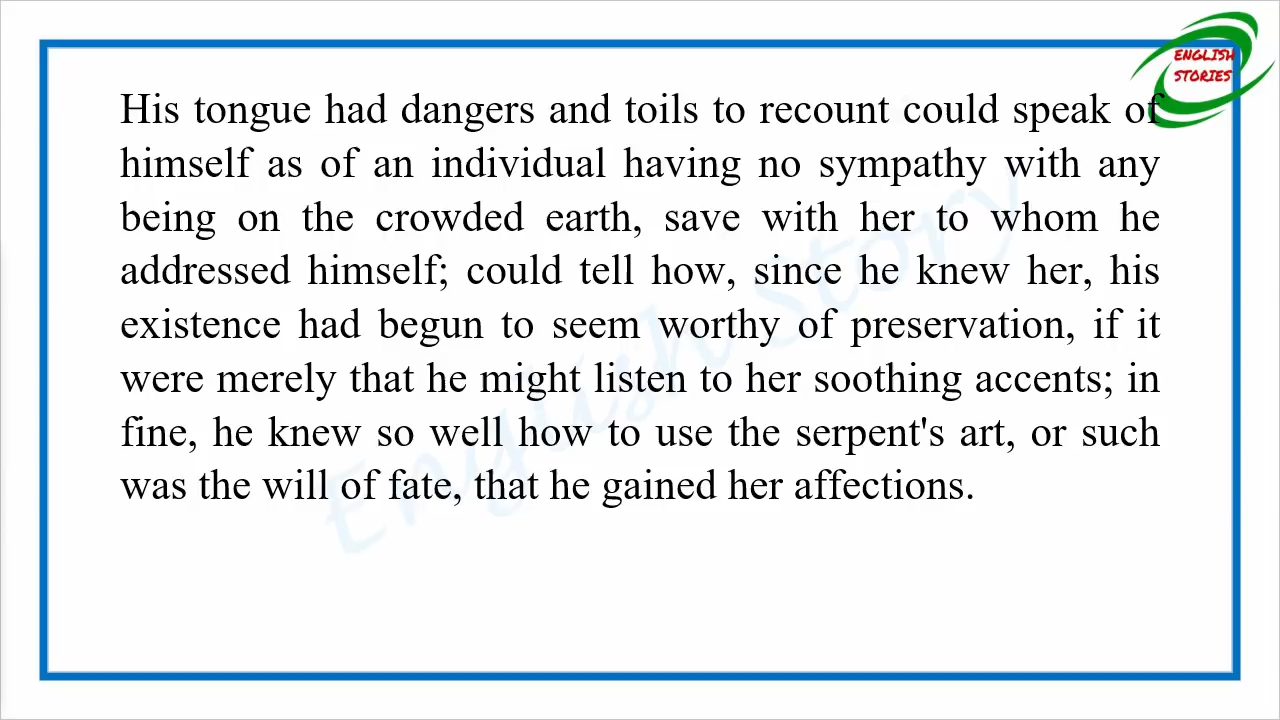 ENGLISH
STORIES
His tongue had dangers and toils to recount could speak of
himself as of an individual having no sympathy with any
being on the crowded earth, save with her to whom he
addressed himself; could tell how, since he knew her, his
existence had begun to seem worthy of preservation, if it
were merely that he might listen to her soothing accents; in
fine, he knew so well how to use the serpent's art, or such
was the will of fate, that he gained her affections.
English Story